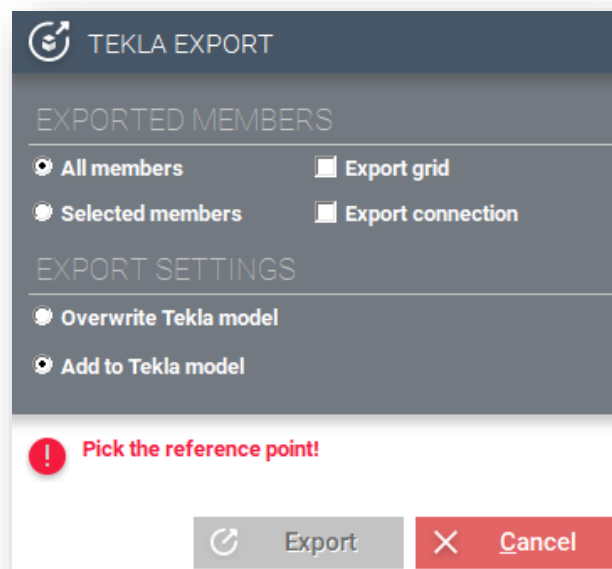 TEKLA EXPORT
EXPORTED MEMBERS
All members Export grid
Selected members Export connection
EXPORT SETTINGS
Overwrite Tekla model
Add to Tekla model
! Pick the reference point!
Export Cancel